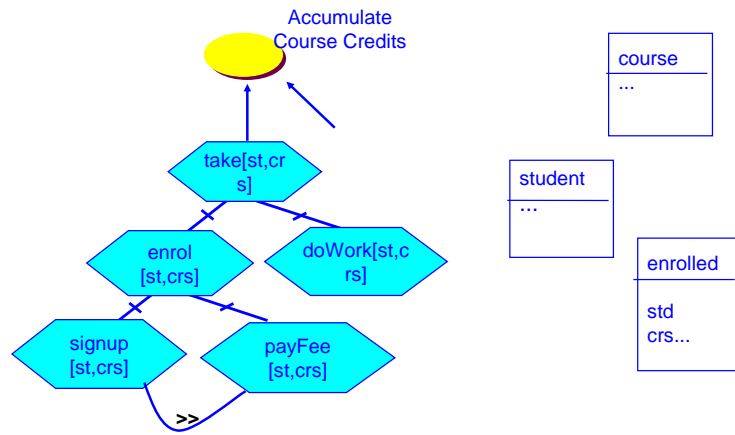 Accumulate
Course Credits
course
...
take[st,cr
s]
student
...
enrol
[st,crs]
doWork[st,c
rs]
enrolled
std
crs...
signup
[st,crs]
payFee
[st,crs]
>>